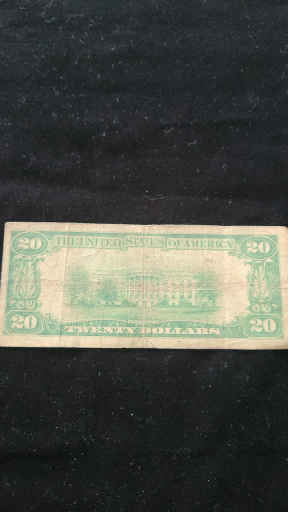 20 THE UNITED STATES OF AMERICA 20
20 TWENTY DOLLARS 20